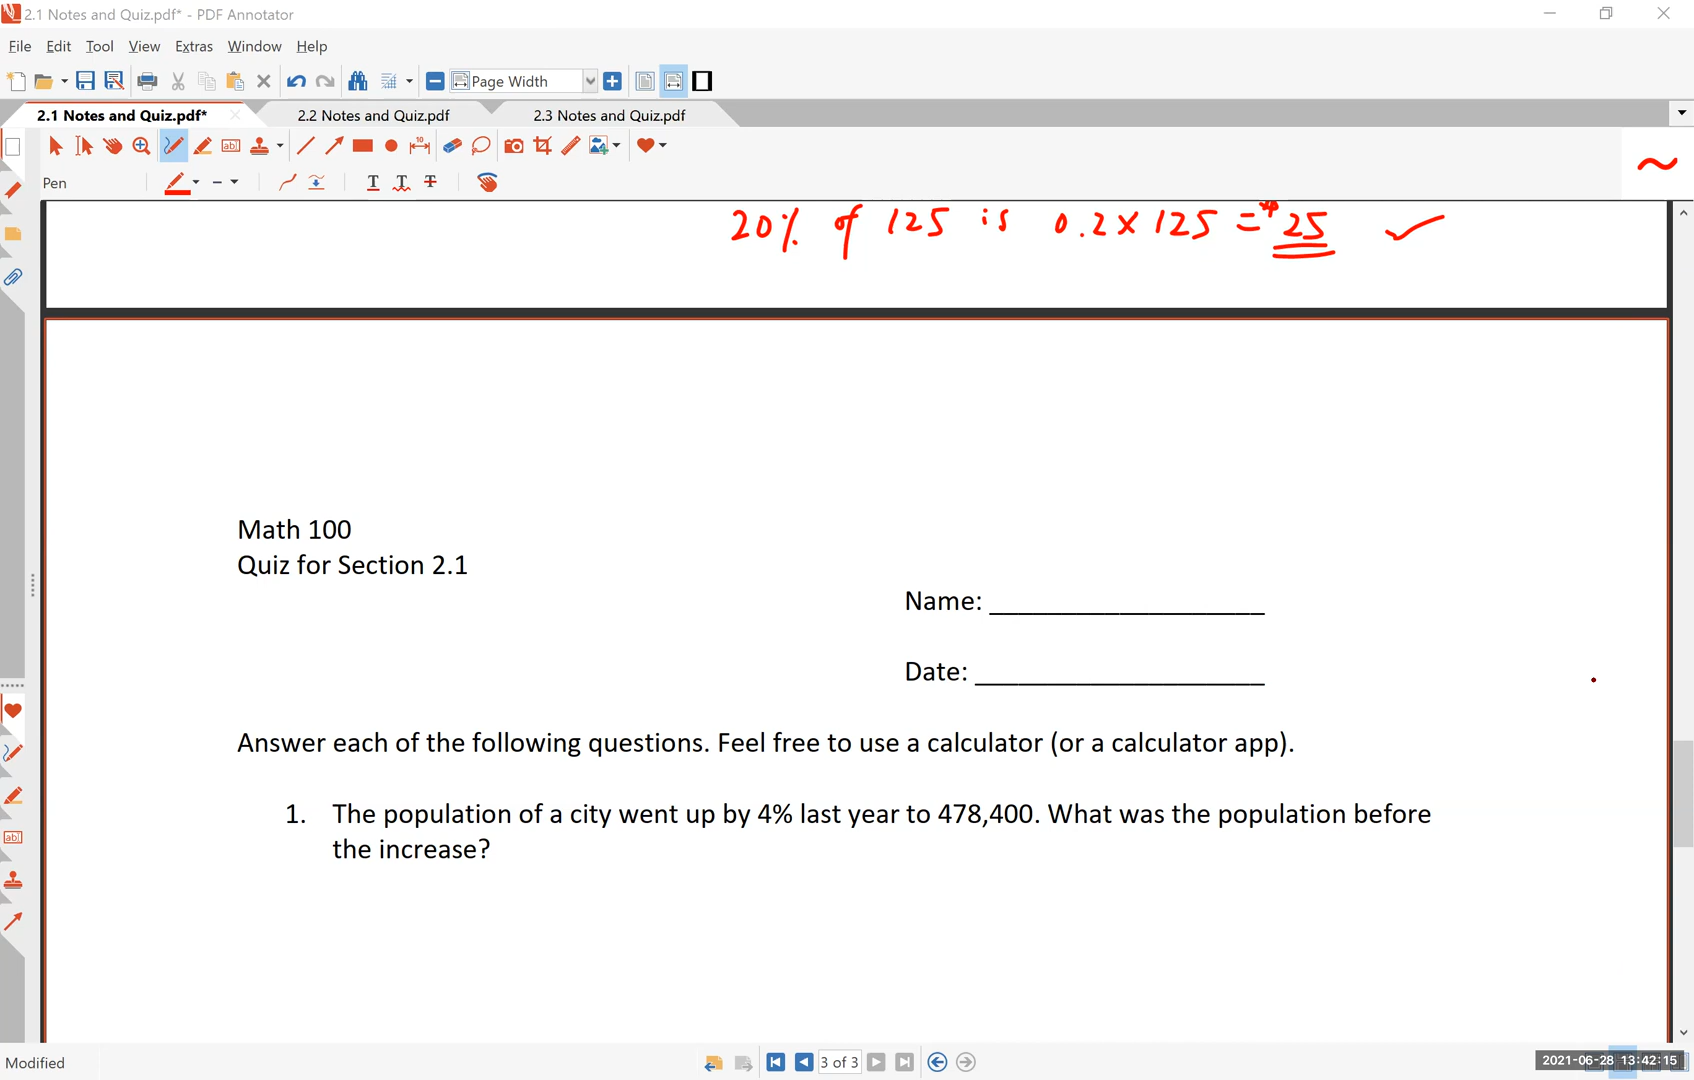 2.1 Notes and Quiz.pdf* - PDF Annotator
File Edit Tool View Extras Window Help
Page Width
2.1 Notes and Quiz.pdf* 2.2 Notes and Quiz.pdf 2.3 Notes and Quiz.pdf
Pen
20% of 125 is 0.2 x 125 = 25
Math 100
Quiz for Section 2.1
Name: ____________________
Date: _____________________
Answer each of the following questions. Feel free to use a calculator (or a calculator app).
1. The population of a city went up by 4% last year to 478,400. What was the population before
the increase?
Modified
3 of 3
2021-06-28 13:42:15